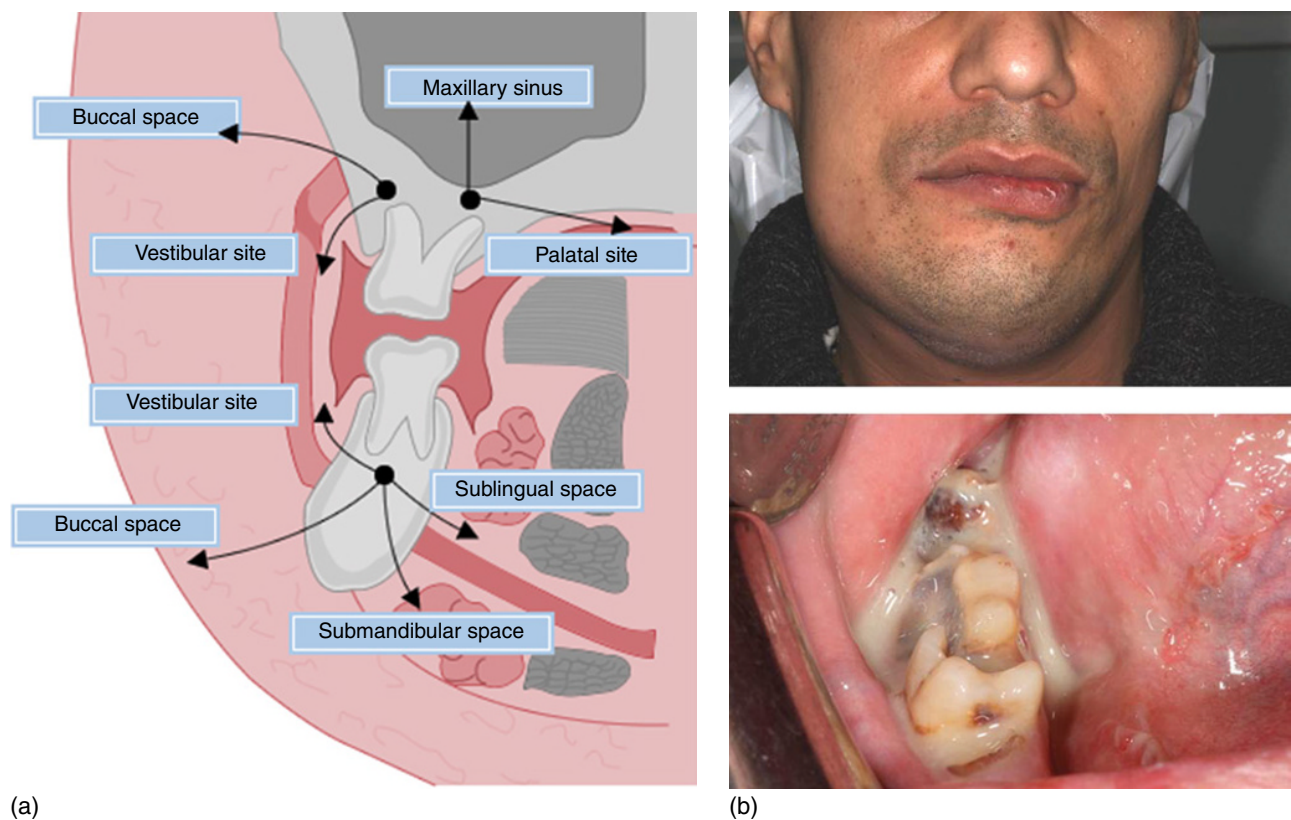 Maxillary sinus
Buccal space
Vestibular site
Palatal site
Vestibular site
Sublingual space
Buccal space
Submandibular space
(a)
(b)